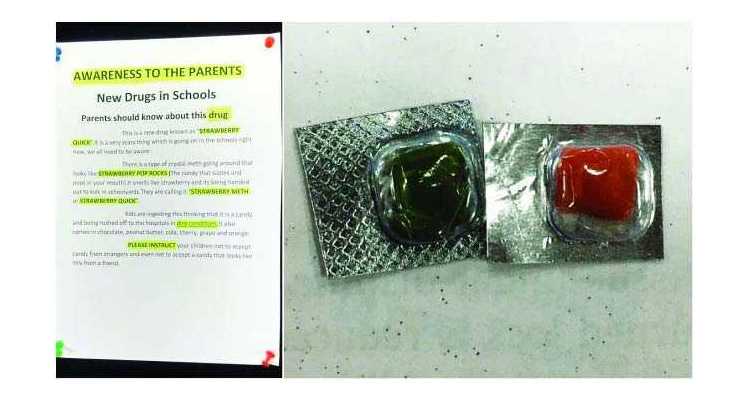 AWARENESS TO THE PARENTS
New Drugs in Schools
Parents should know about this drug
This is a new drug known as "STRAWBERRY
QUICK". It is a very scary thing which is going on in the schools right
now, we all need to be aware
There is a type of crystal meth going around that
looks like STRAWBERRY POP ROCKS (The candy that sizzles and
pops in your mouth) It smells like strawberry and its being handed
out to kids in schoolyards. They are calling it "STRAWBERRY METH
or STRAWBERRY QUICK"
Kids are ingesting this thinking that it is a candy
and being rushed off to the hospitals in dire condition. It also
comes in chocolate, peanut butter, cola, cherry, grape and orange.
PLEASE INSTRUCT your children not to accept
candy from strangers and even not to accept a candy that looks like
this from a friend.